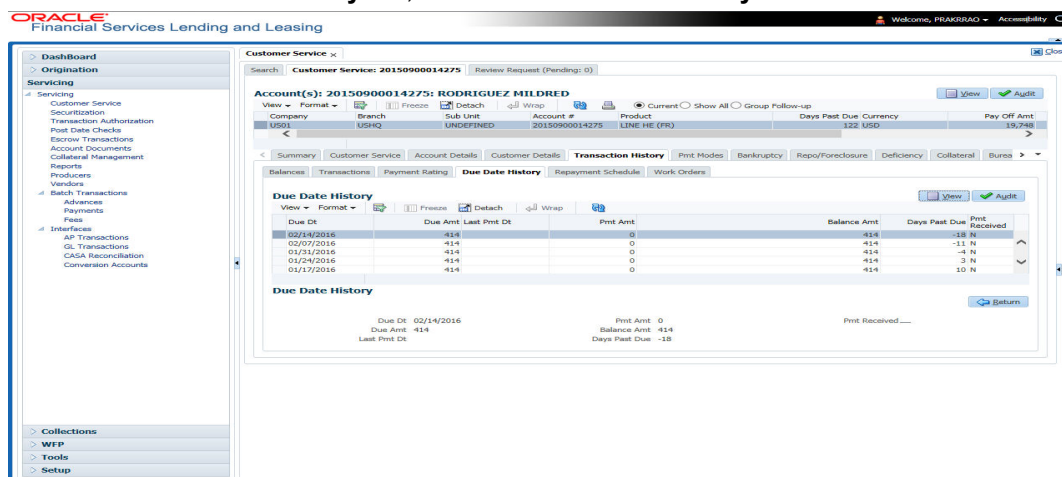 ORACLE
Financial Services Lending and Leasing
Welcome, PRAKRRAO Accessibility
Close
DashBoard
Origination
Servicing
Servicing
Customer Service
Securitization
Transaction Authorization
Post Date Checks
Escrow Transactions
Account Documents
Collateral Management
Reports
Producers
Vendors
Batch Transactions
Advances
Payments
Fees
Interfaces
AP Transactions
GL Transactions
CASA Reconciliation
Conversion Accounts
Collections
WFP
Tools
Setup
Customer Service
Search Customer Service: 20150900014275 Review Request (Pending: 0)
Account(s): 20150900014275: RODRIGUEZ MILDRED View Audit
View Format Freeze Detach Wrap Current Show All Group Follow-up
Company Branch Sub Unit Account # Product Days Past Due Currency Pay Off Amt
US01 USHQ UNDEFINED 20150900014275 LINE HE (FR) 122 USD 19,748
Summary Customer Service Account Details Customer Details Transaction History Pmt Modes Bankruptcy Repo/Foreclosure Deficiency Collateral Burea
Balances Transactions Payment Rating Due Date History Repayment Schedule Work Orders
Due Date History View Audit
View Format Freeze Detach Wrap
Due Dt Due Amt Last Pmt Dt Pmt Amt Balance Amt Days Past Due Pmt Received
02/14/2016 414 0 414 -18 N
02/07/2016 414 0 414 -11 N
01/31/2016 414 0 414 -4 N
01/24/2016 414 0 414 3 N
01/17/2016 414 0 414 10 N
Due Date History
Return
Due Dt 02/14/2016 Pmt Amt 0 Pmt Received
Due Amt 414 Balance Amt 414
Last Pmt Dt Days Past Due -18